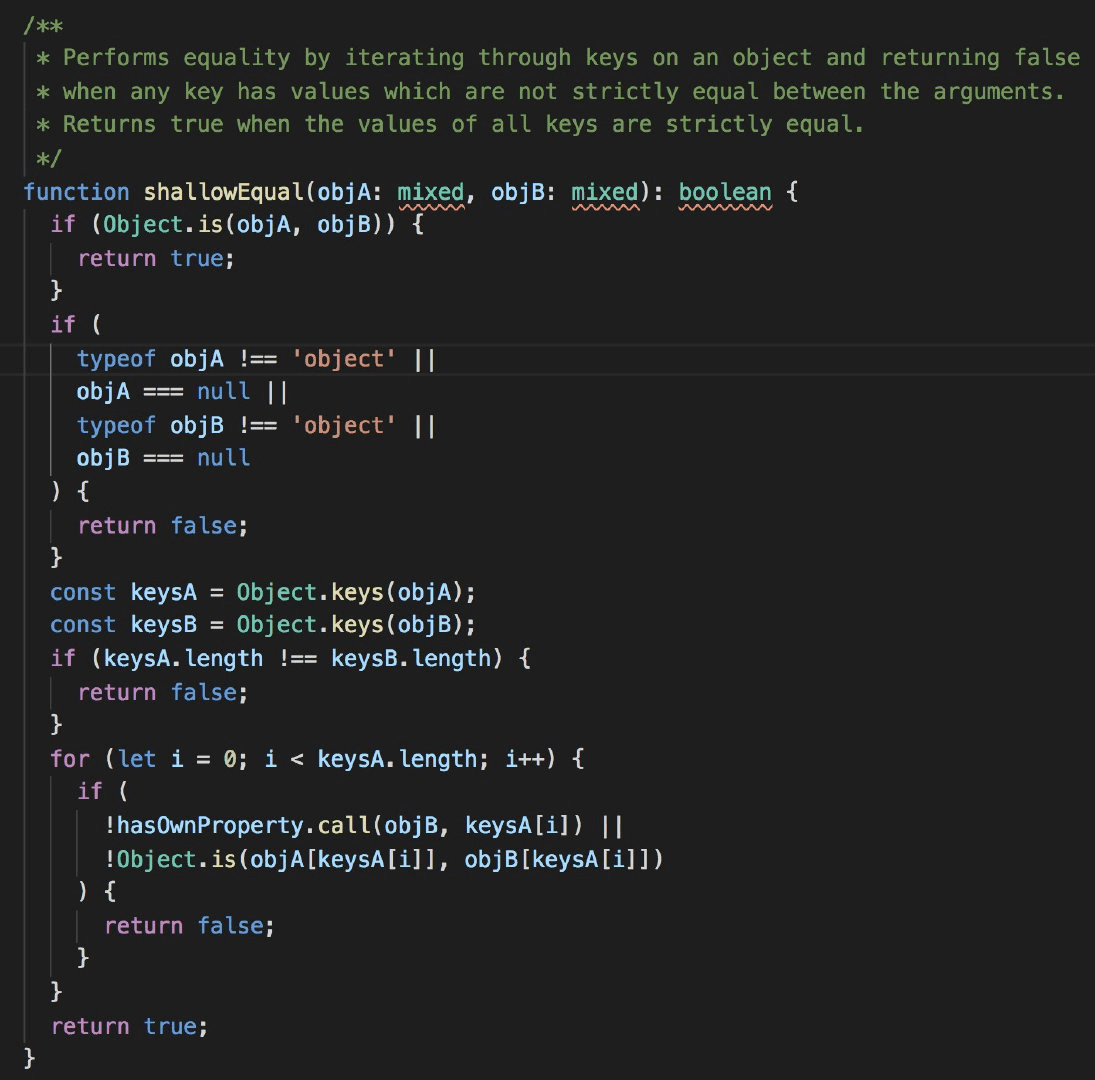 /**
 * Performs equality by iterating through keys on an object and returning false
 * when any key has values which are not strictly equal between the arguments.
 * Returns true when the values of all keys are strictly equal.
 */
function shallowEqual(objA: mixed, objB: mixed): boolean {
  if (Object.is(objA, objB)) {
    return true;
  }
  if (
    typeof objA !== 'object' ||
    objA === null ||
    typeof objB !== 'object' ||
    objB === null
  ) {
    return false;
  }
  const keysA = Object.keys(objA);
  const keysB = Object.keys(objB);
  if (keysA.length !== keysB.length) {
    return false;
  }
  for (let i = 0; i < keysA.length; i++) {
    if (
      !hasOwnProperty.call(objB, keysA[i]) ||
      !Object.is(objA[keysA[i]], objB[keysA[i]])
    ) {
      return false;
    }
  }
  return true;
}